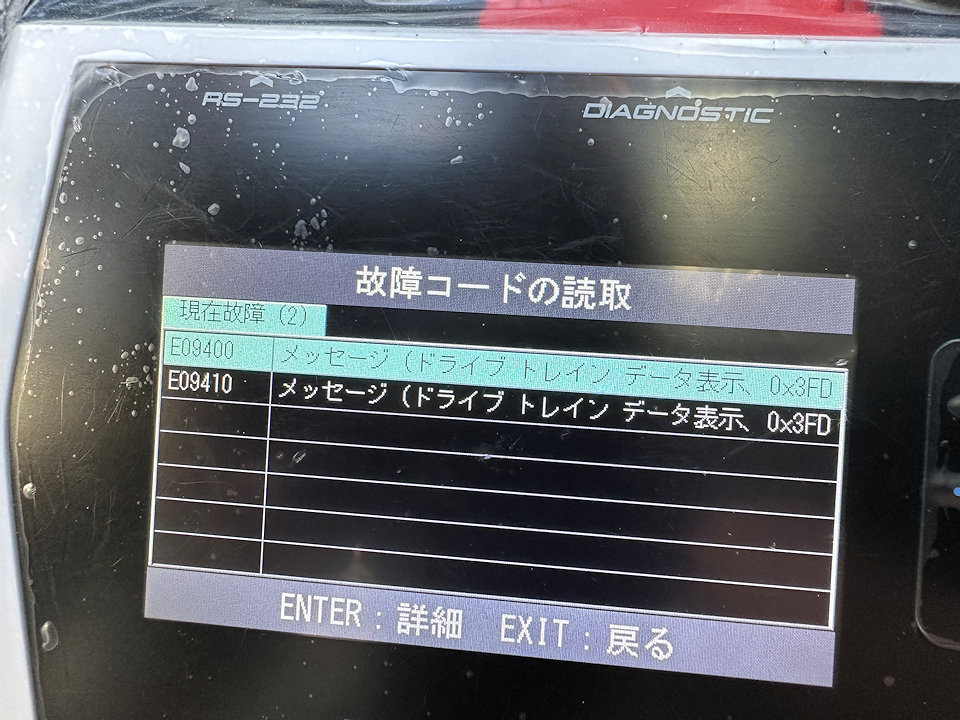 RS-232
DIAGNOSTIC
故障コードの読取
現在故障 (2)
E09400 メッセージ (ドライブ トレイン データ表示、0x3FD
E09410 メッセージ (ドライブ トレイン データ表示、0x3FD
ENTER : 詳細 EXIT : 戻る